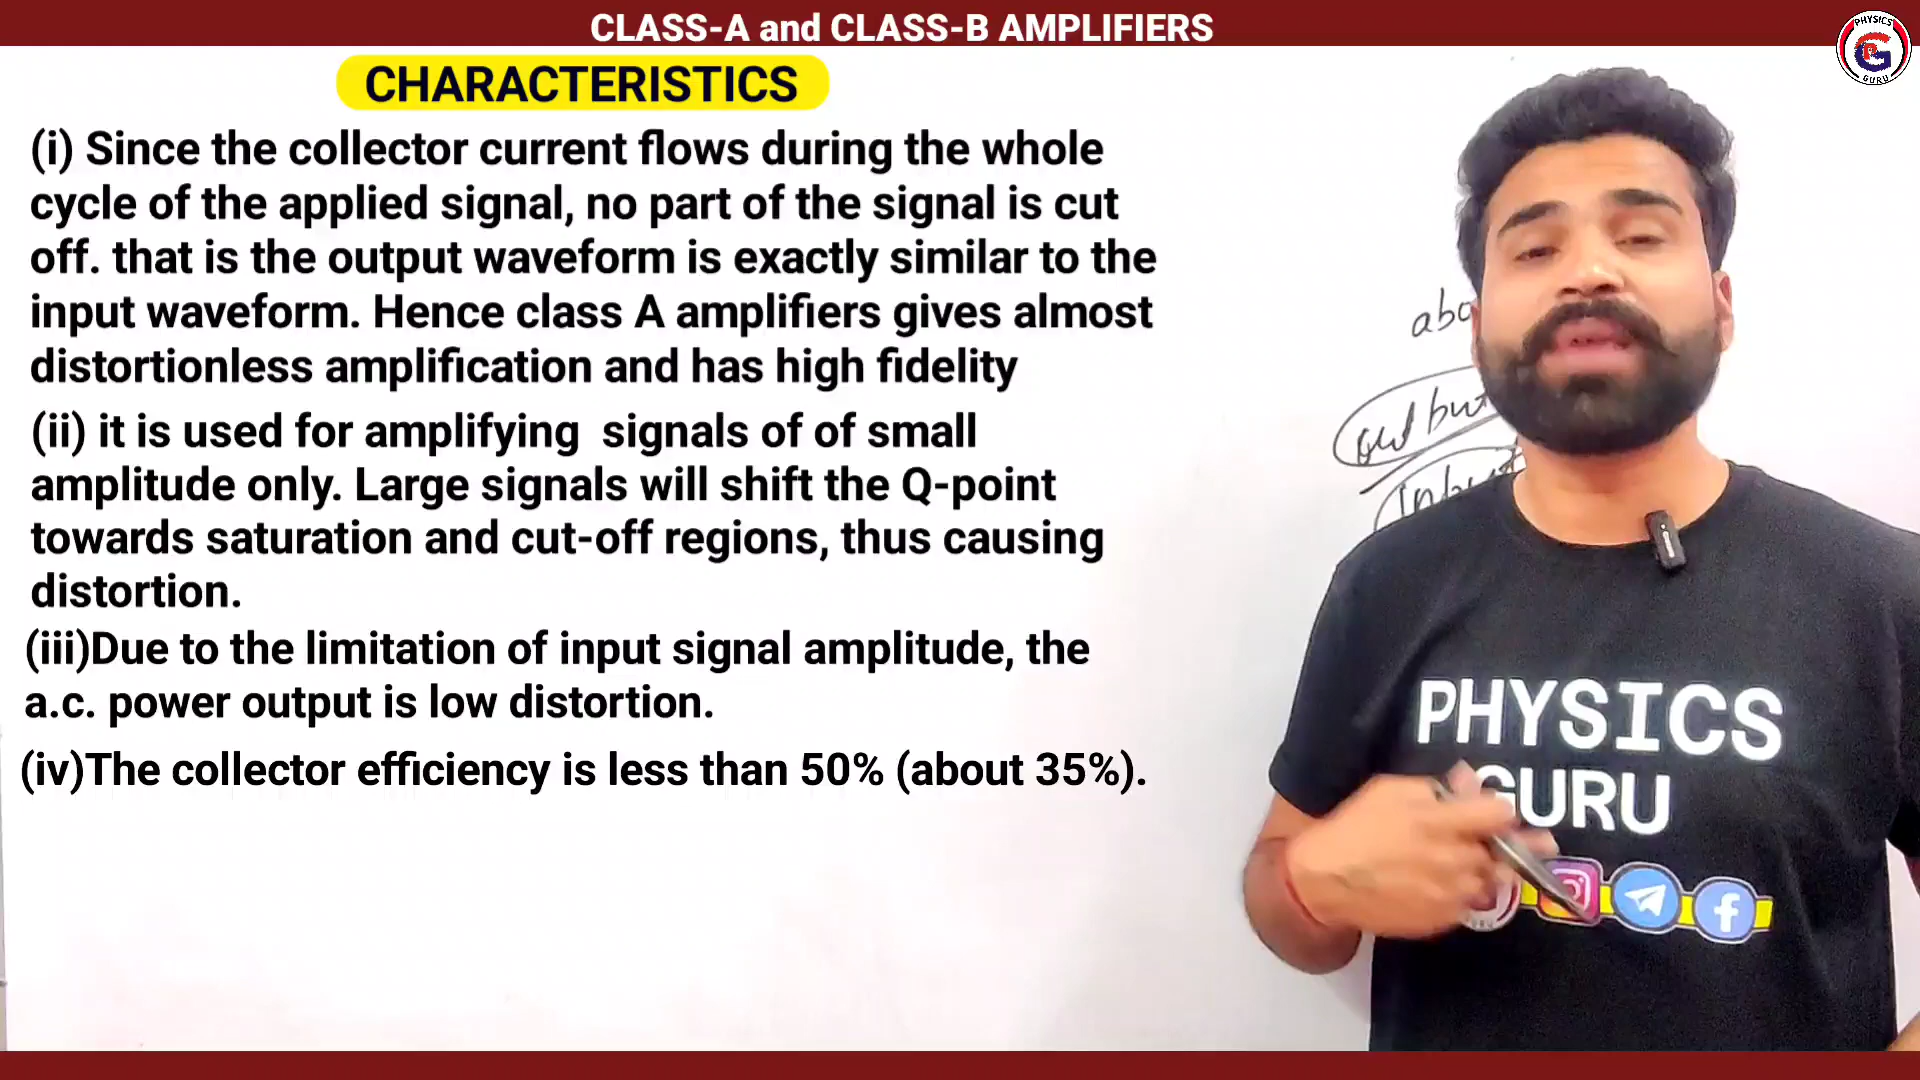 CLASS-A and CLASS-B AMPLIFIERS
PHYSICS
GURU
CHARACTERISTICS
(i) Since the collector current flows during the whole
cycle of the applied signal, no part of the signal is cut
off. that is the output waveform is exactly similar to the
input waveform. Hence class A amplifiers gives almost
distortionless amplification and has high fidelity
(ii) it is used for amplifying signals of of small
amplitude only. Large signals will shift the Q-point
towards saturation and cut-off regions, thus causing
distortion.
(iii)Due to the limitation of input signal amplitude, the
a.c. power output is low distortion.
(iv)The collector efficiency is less than 50% (about 35%).
PHYSICS
GURU